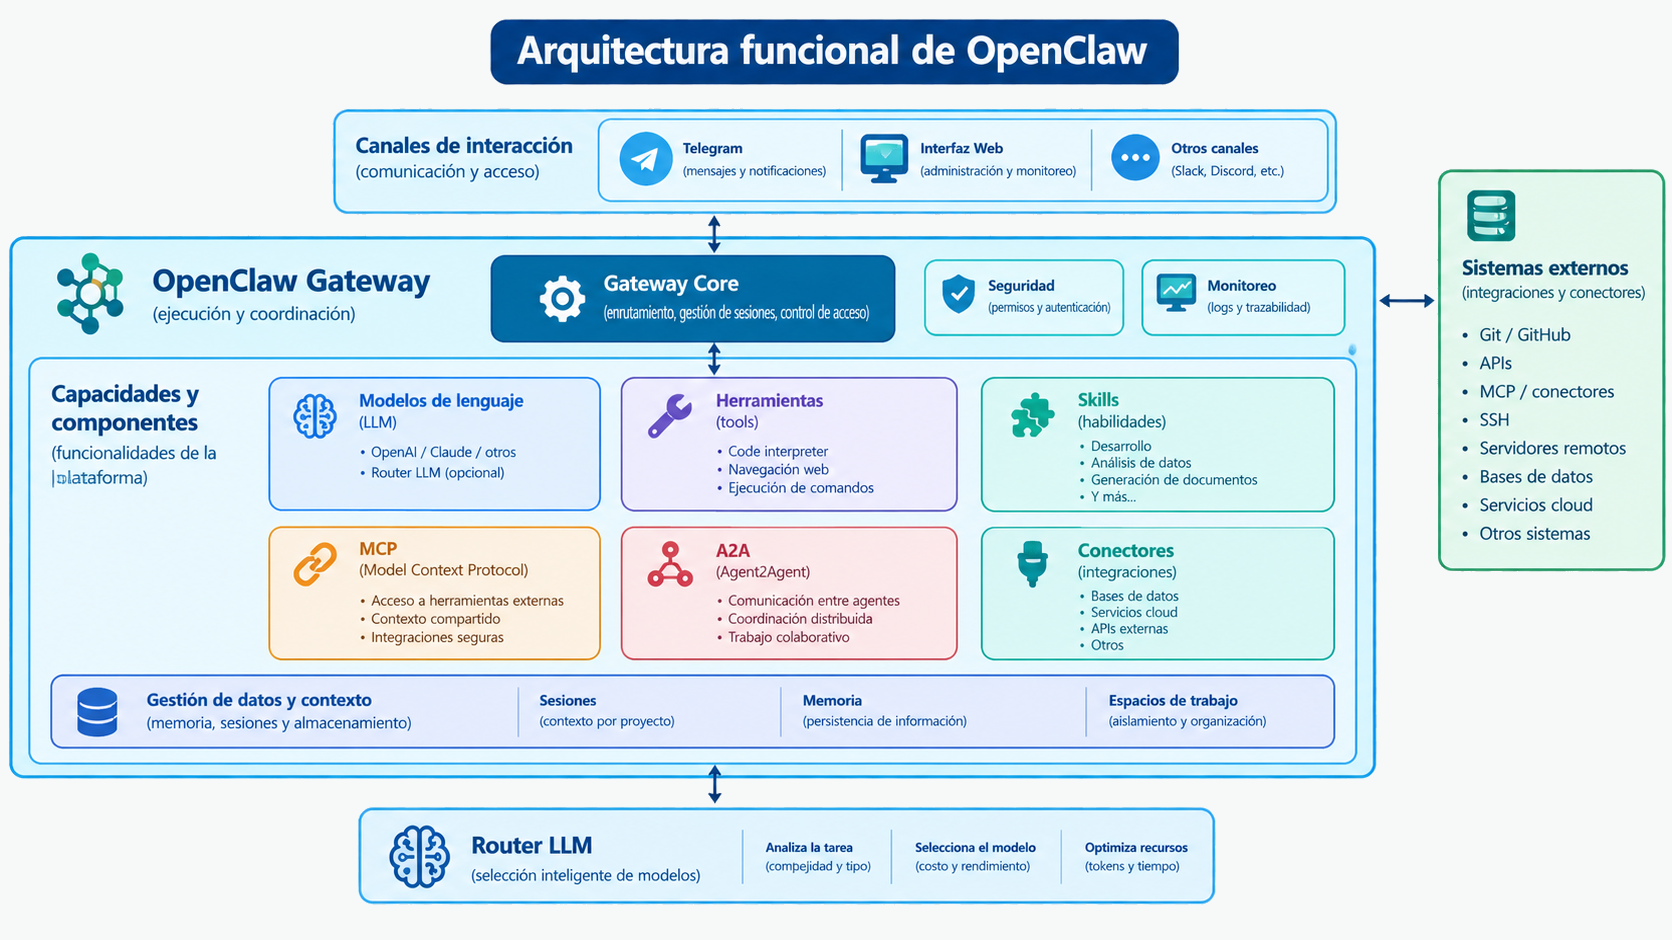 Arquitectura funcional de OpenClaw
Canales de interacción
(comunicación y acceso)
Telegram
(mensajes y notificaciones)
Interfaz Web
(administración y monitoreo)
Otros canales
(Slack, Discord, etc.)
OpenClaw Gateway
(ejecución y coordinación)
Gateway Core
(enrutamiento, gestión de sesiones, control de acceso)
Seguridad
(permisos y autenticación)
Monitoreo
(logs y trazabilidad)
Capacidades y
componentes
(funcionalidades de la
plataforma)
Modelos de lenguaje
(LLM)
• OpenAI / Claude / otros
• Router LLM (opcional)
Herramientas
(tools)
• Code interpreter
• Navegación web
• Ejecución de comandos
Skills
(habilidades)
• Desarrollo
• Análisis de datos
• Generación de documentos
• Y más...
MCP
(Model Context Protocol)
• Acceso a herramientas externas
• Contexto compartido
• Integraciones seguras
A2A
(Agent2Agent)
• Comunicación entre agentes
• Coordinación distribuida
• Trabajo colaborativo
Conectores
(integraciones)
• Bases de datos
• Servicios cloud
• APIs externas
• Otros
Gestión de datos y contexto
(memoria, sesiones y almacenamiento)
Sesiones
(contexto por proyecto)
Memoria
(persistencia de información)
Espacios de trabajo
(aislamiento y organización)
Router LLM
(selección inteligente de modelos)
Analiza la tarea
(compejidad y tipo)
Selecciona el modelo
(costo y rendimiento)
Optimiza recursos
(tokens y tiempo)
Sistemas externos
(integraciones y conectores)
• Git / GitHub
• APIs
• MCP / conectores
• SSH
• Servidores remotos
• Bases de datos
• Servicios cloud
• Otros sistemas